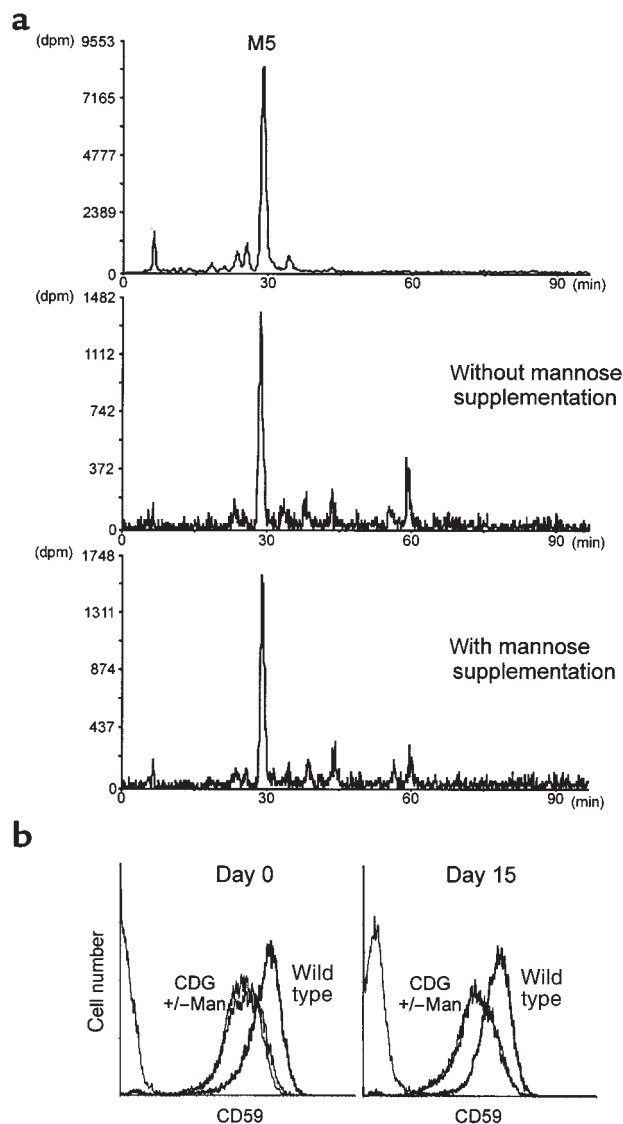 a
(dpm) 9553
M5
7165
4777
2389
0
0 30 60 90 (min)
(dpm) 1482
1112
Without mannose
supplementation
742
372
0
0 30 60 90 (min)
(dpm) 1748
1311
With mannose
supplementation
874
437
0
0 30 60 90 (min)
b
Day 0
Cell number
CDG
+/–Man
Wild
type
CD59
Day 15
CDG
+/–Man
Wild
type
CD59